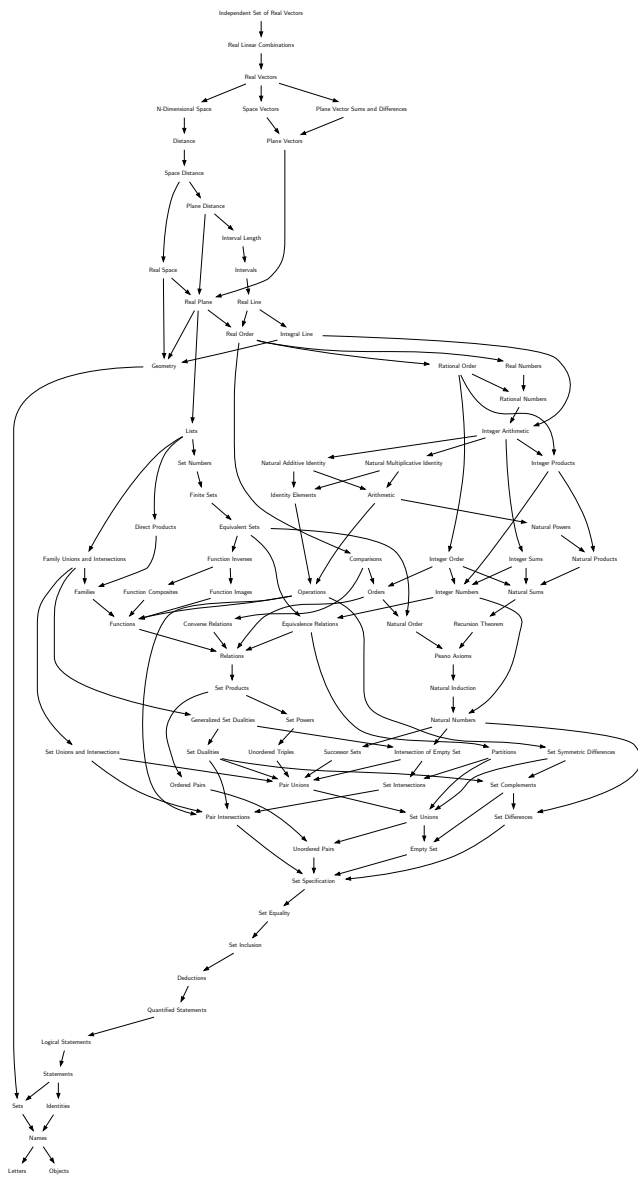 Independent Set of Real Vectors
Real Linear Combinations
Real Vectors
N-Dimensional Space
Space Vectors
Plane Vector Sums and Differences
Distance
Plane Vectors
Space Distance
Plane Distance
Interval Length
Real Space
Intervals
Real Plane
Real Line
Real Order
Integral Line
Geometry
Rational Order
Real Numbers
Rational Numbers
Lists
Integer Arithmetic
Set Numbers
Natural Additive Identity
Natural Multiplicative Identity
Integer Products
Finite Sets
Identity Elements
Arithmetic
Direct Products
Equivalent Sets
Natural Powers
Family Unions and Intersections
Function Inverses
Comparisons
Integer Order
Integer Sums
Natural Products
Families
Function Composites
Function Images
Operations
Orders
Integer Numbers
Natural Sums
Functions
Converse Relations
Equivalence Relations
Natural Order
Recursion Theorem
Relations
Peano Axioms
Set Products
Natural Induction
Generalized Set Dualities
Set Powers
Natural Numbers
Set Unions and Intersections
Set Dualities
Unordered Triples
Successor Sets
Intersection of Empty Set
Partitions
Set Symmetric Differences
Ordered Pairs
Pair Unions
Set Intersections
Set Complements
Pair Intersections
Set Unions
Set Differences
Unordered Pairs
Empty Set
Set Specification
Set Equality
Set Inclusion
Deductions
Quantified Statements
Logical Statements
Statements
Sets
Identities
Names
Letters
Objects